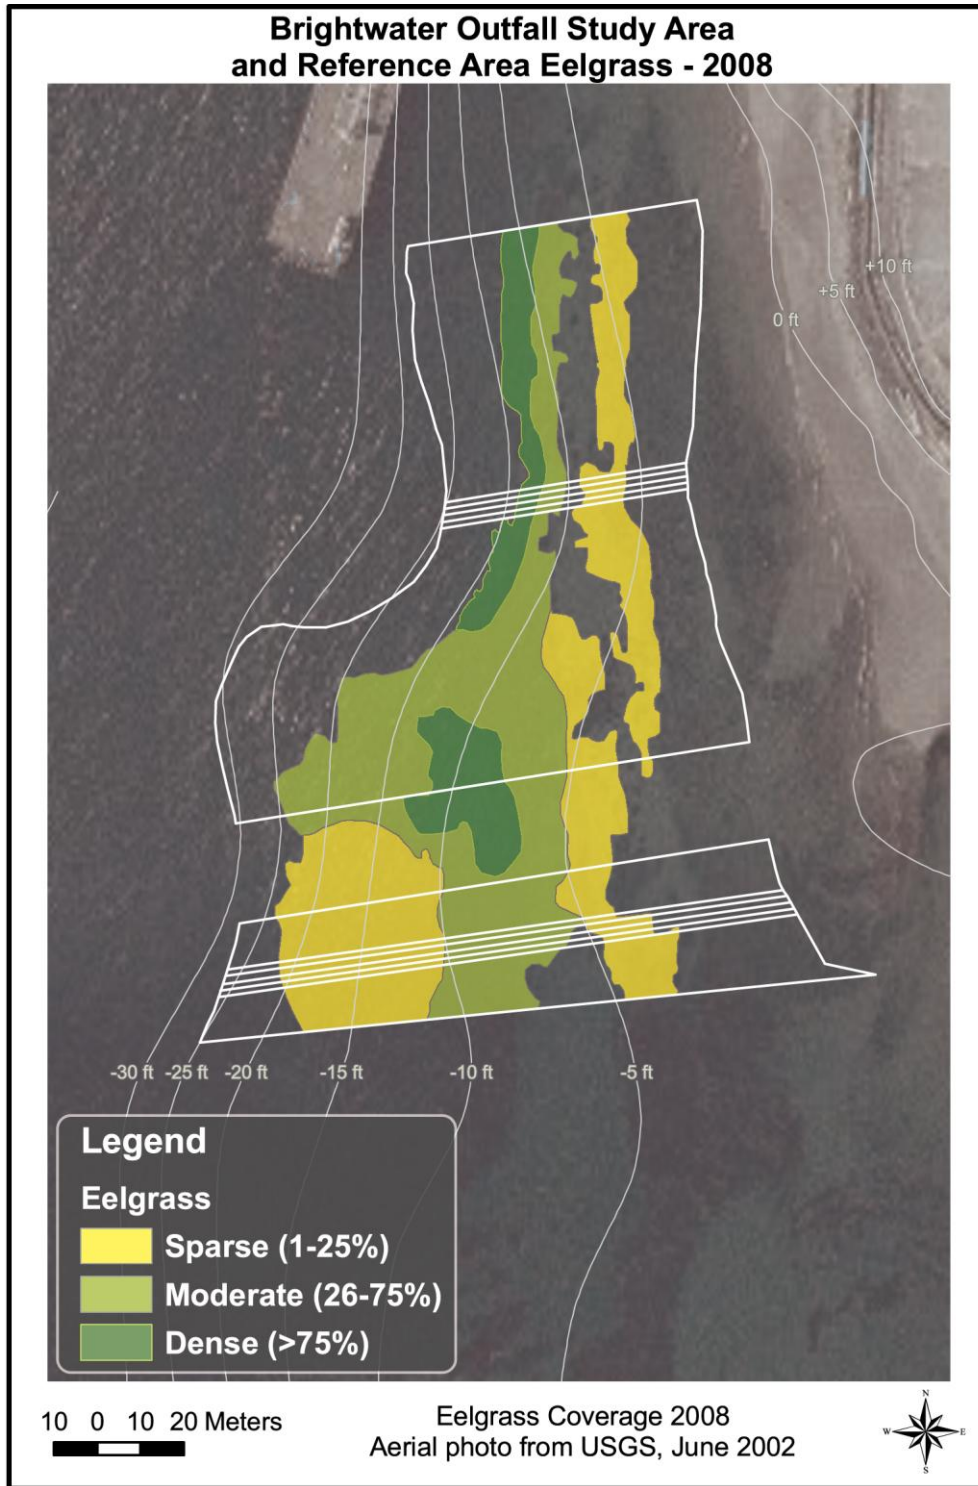 Brightwater Outfall Study Area
and Reference Area Eelgrass - 2008
+10 ft
+5 ft
0 ft
-30 ft
-25 ft
-20 ft
-15 ft
-10 ft
-5 ft
Legend
Eelgrass
Sparse (1-25%)
Moderate (26-75%)
Dense (>75%)
10 0 10 20 Meters
Eelgrass Coverage 2008
Aerial photo from USGS, June 2002
N
W
E
S